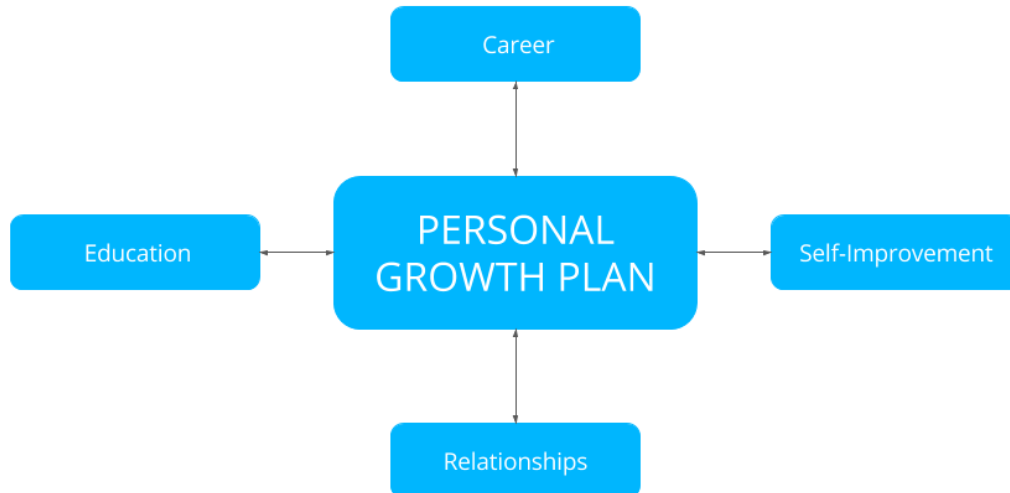 Career
PERSONAL
GROWTH PLAN
Education
Self-Improvement
Relationships